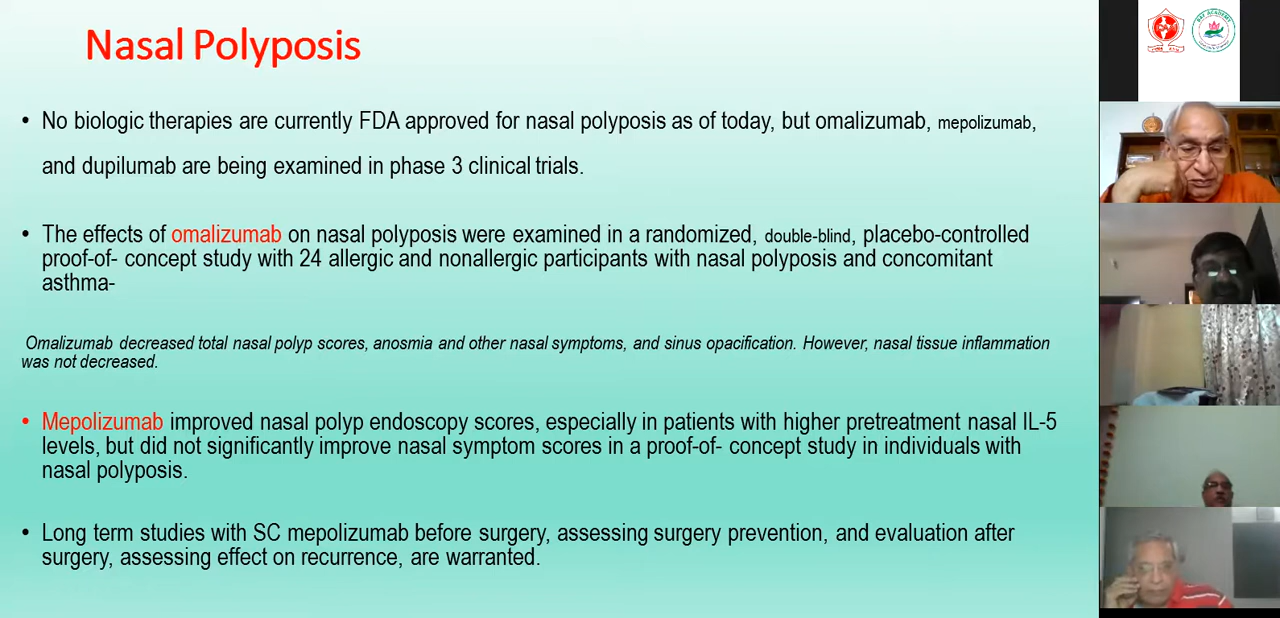 Nasal Polyposis
• No biologic therapies are currently FDA approved for nasal polyposis as of today, but omalizumab, mepolizumab,
and dupilumab are being examined in phase 3 clinical trials.
• The effects of omalizumab on nasal polyposis were examined in a randomized, double-blind, placebo-controlled
proof-of- concept study with 24 allergic and nonallergic participants with nasal polyposis and concomitant
asthma-
Omalizumab decreased total nasal polyp scores, anosmia and other nasal symptoms, and sinus opacification. However, nasal tissue inflammation
was not decreased.
• Mepolizumab improved nasal polyp endoscopy scores, especially in patients with higher pretreatment nasal IL-5
levels, but did not significantly improve nasal symptom scores in a proof-of- concept study in individuals with
nasal polyposis.
• Long term studies with SC mepolizumab before surgery, assessing surgery prevention, and evaluation after
surgery, assessing effect on recurrence, are warranted.